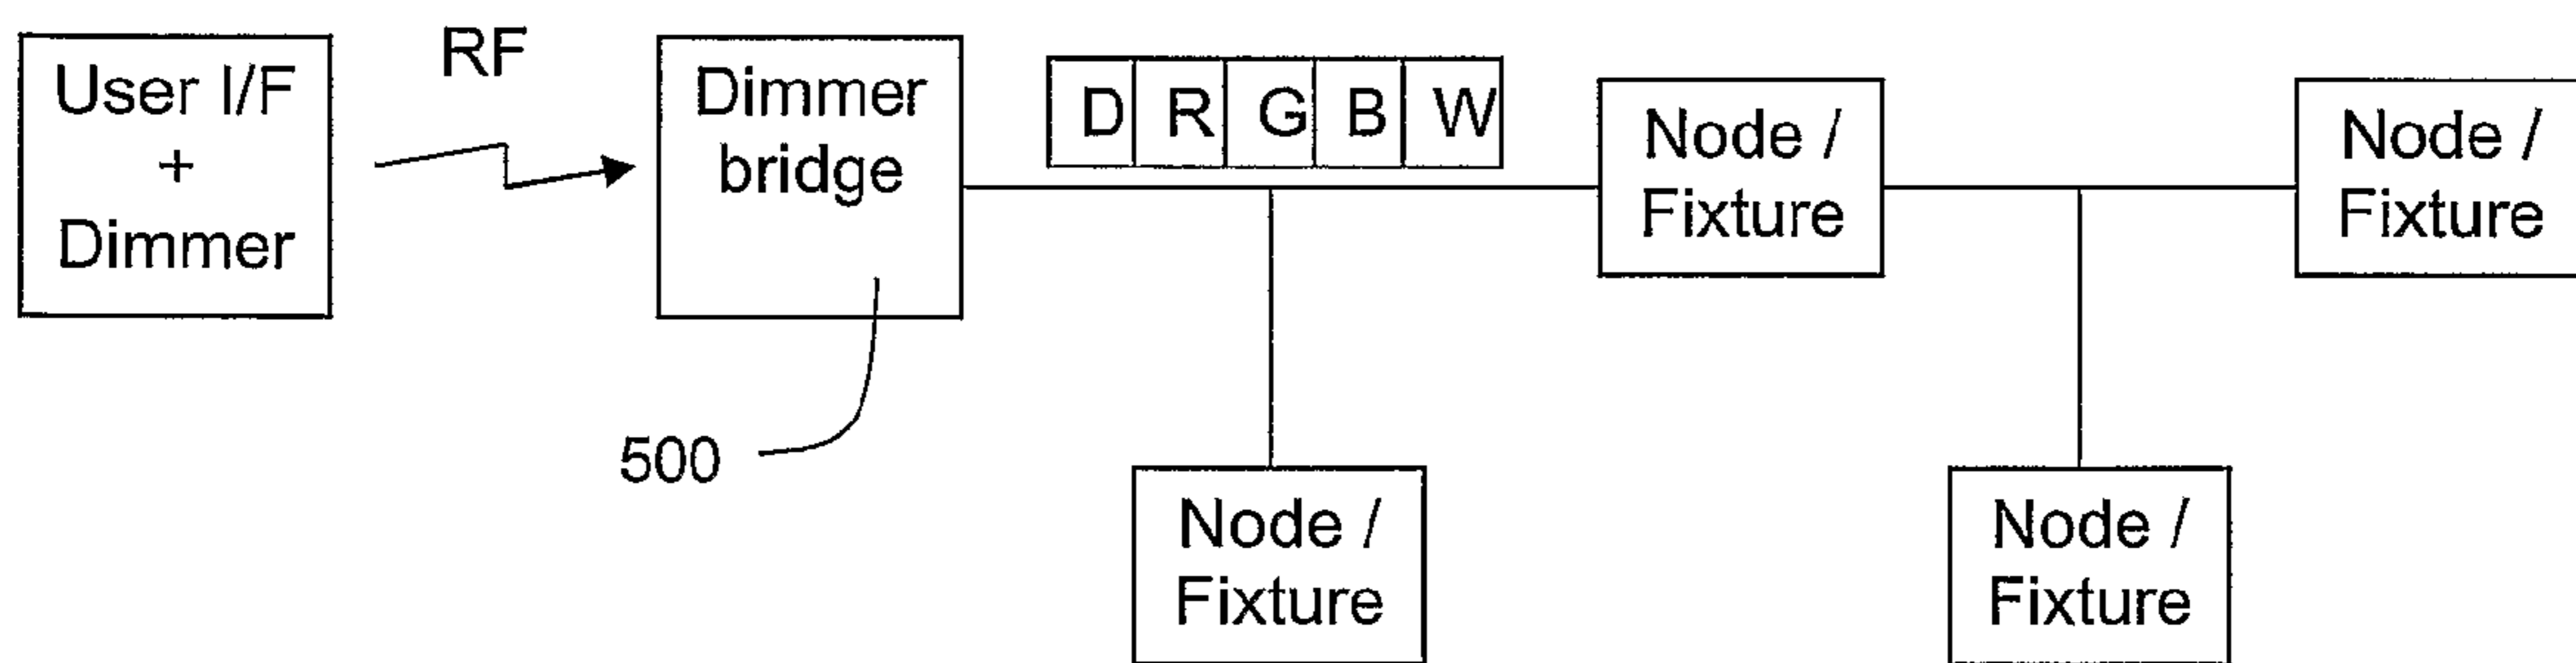 User I/F
+
Dimmer
RF
Dimmer
bridge
500
D R G B W
Node /
Fixture
Node /
Fixture
Node /
Fixture
Node /
Fixture